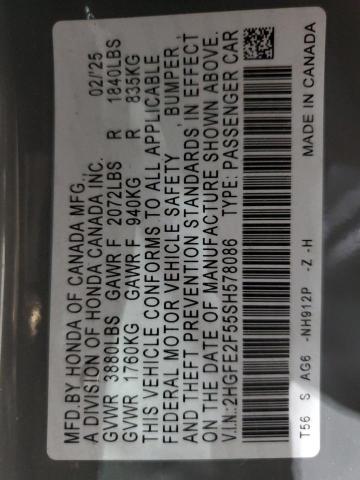 MFD. BY HONDA OF CANADA MFG.,
A DIVISION OF HONDA CANADA INC. 02/'25
GVWR 3880LBS GAWR F 2072LBS R 1840LBS
GVWR 1760KG GAWR F 940KG R 835KG
THIS VEHICLE CONFORMS TO ALL APPLICABLE
FEDERAL MOTOR VEHICLE SAFETY , BUMPER ,
AND THEFT PREVENTION STANDARDS IN EFFECT
ON THE DATE OF MANUFACTURE SHOWN ABOVE.
V.I.N.:2HGFE2F55SH578086 TYPE: PASSENGER CAR
T56 S AG6 -NH912P -Z -H MADE IN CANADA